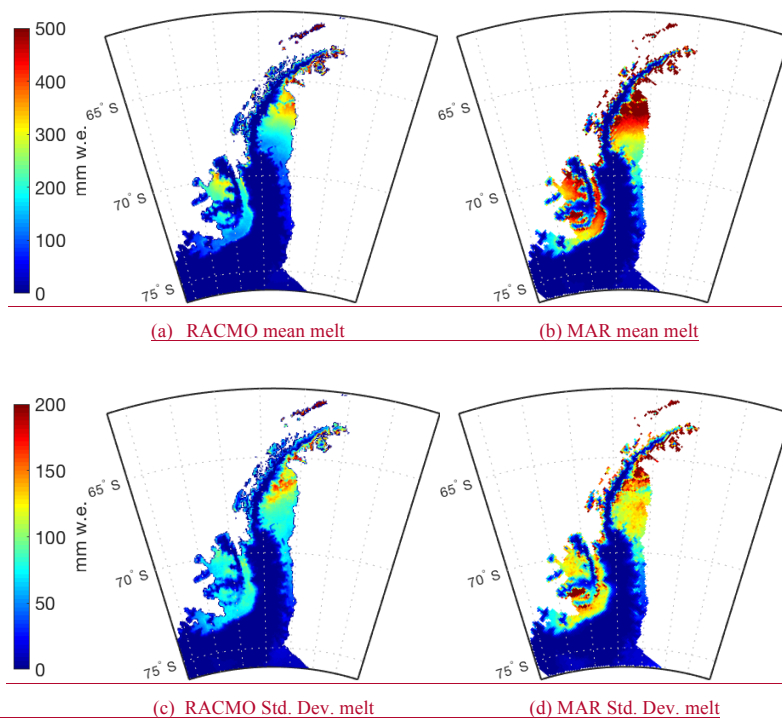 500
400
300
200
100
0
mm w.e.
65° S
70° S
75° S
65° S
70° S
75° S
(a) RACMO mean melt
(b) MAR mean melt
200
150
100
50
0
mm w.e.
65° S
70° S
75° S
65° S
70° S
75° S
(c) RACMO Std. Dev. melt
(d) MAR Std. Dev. melt